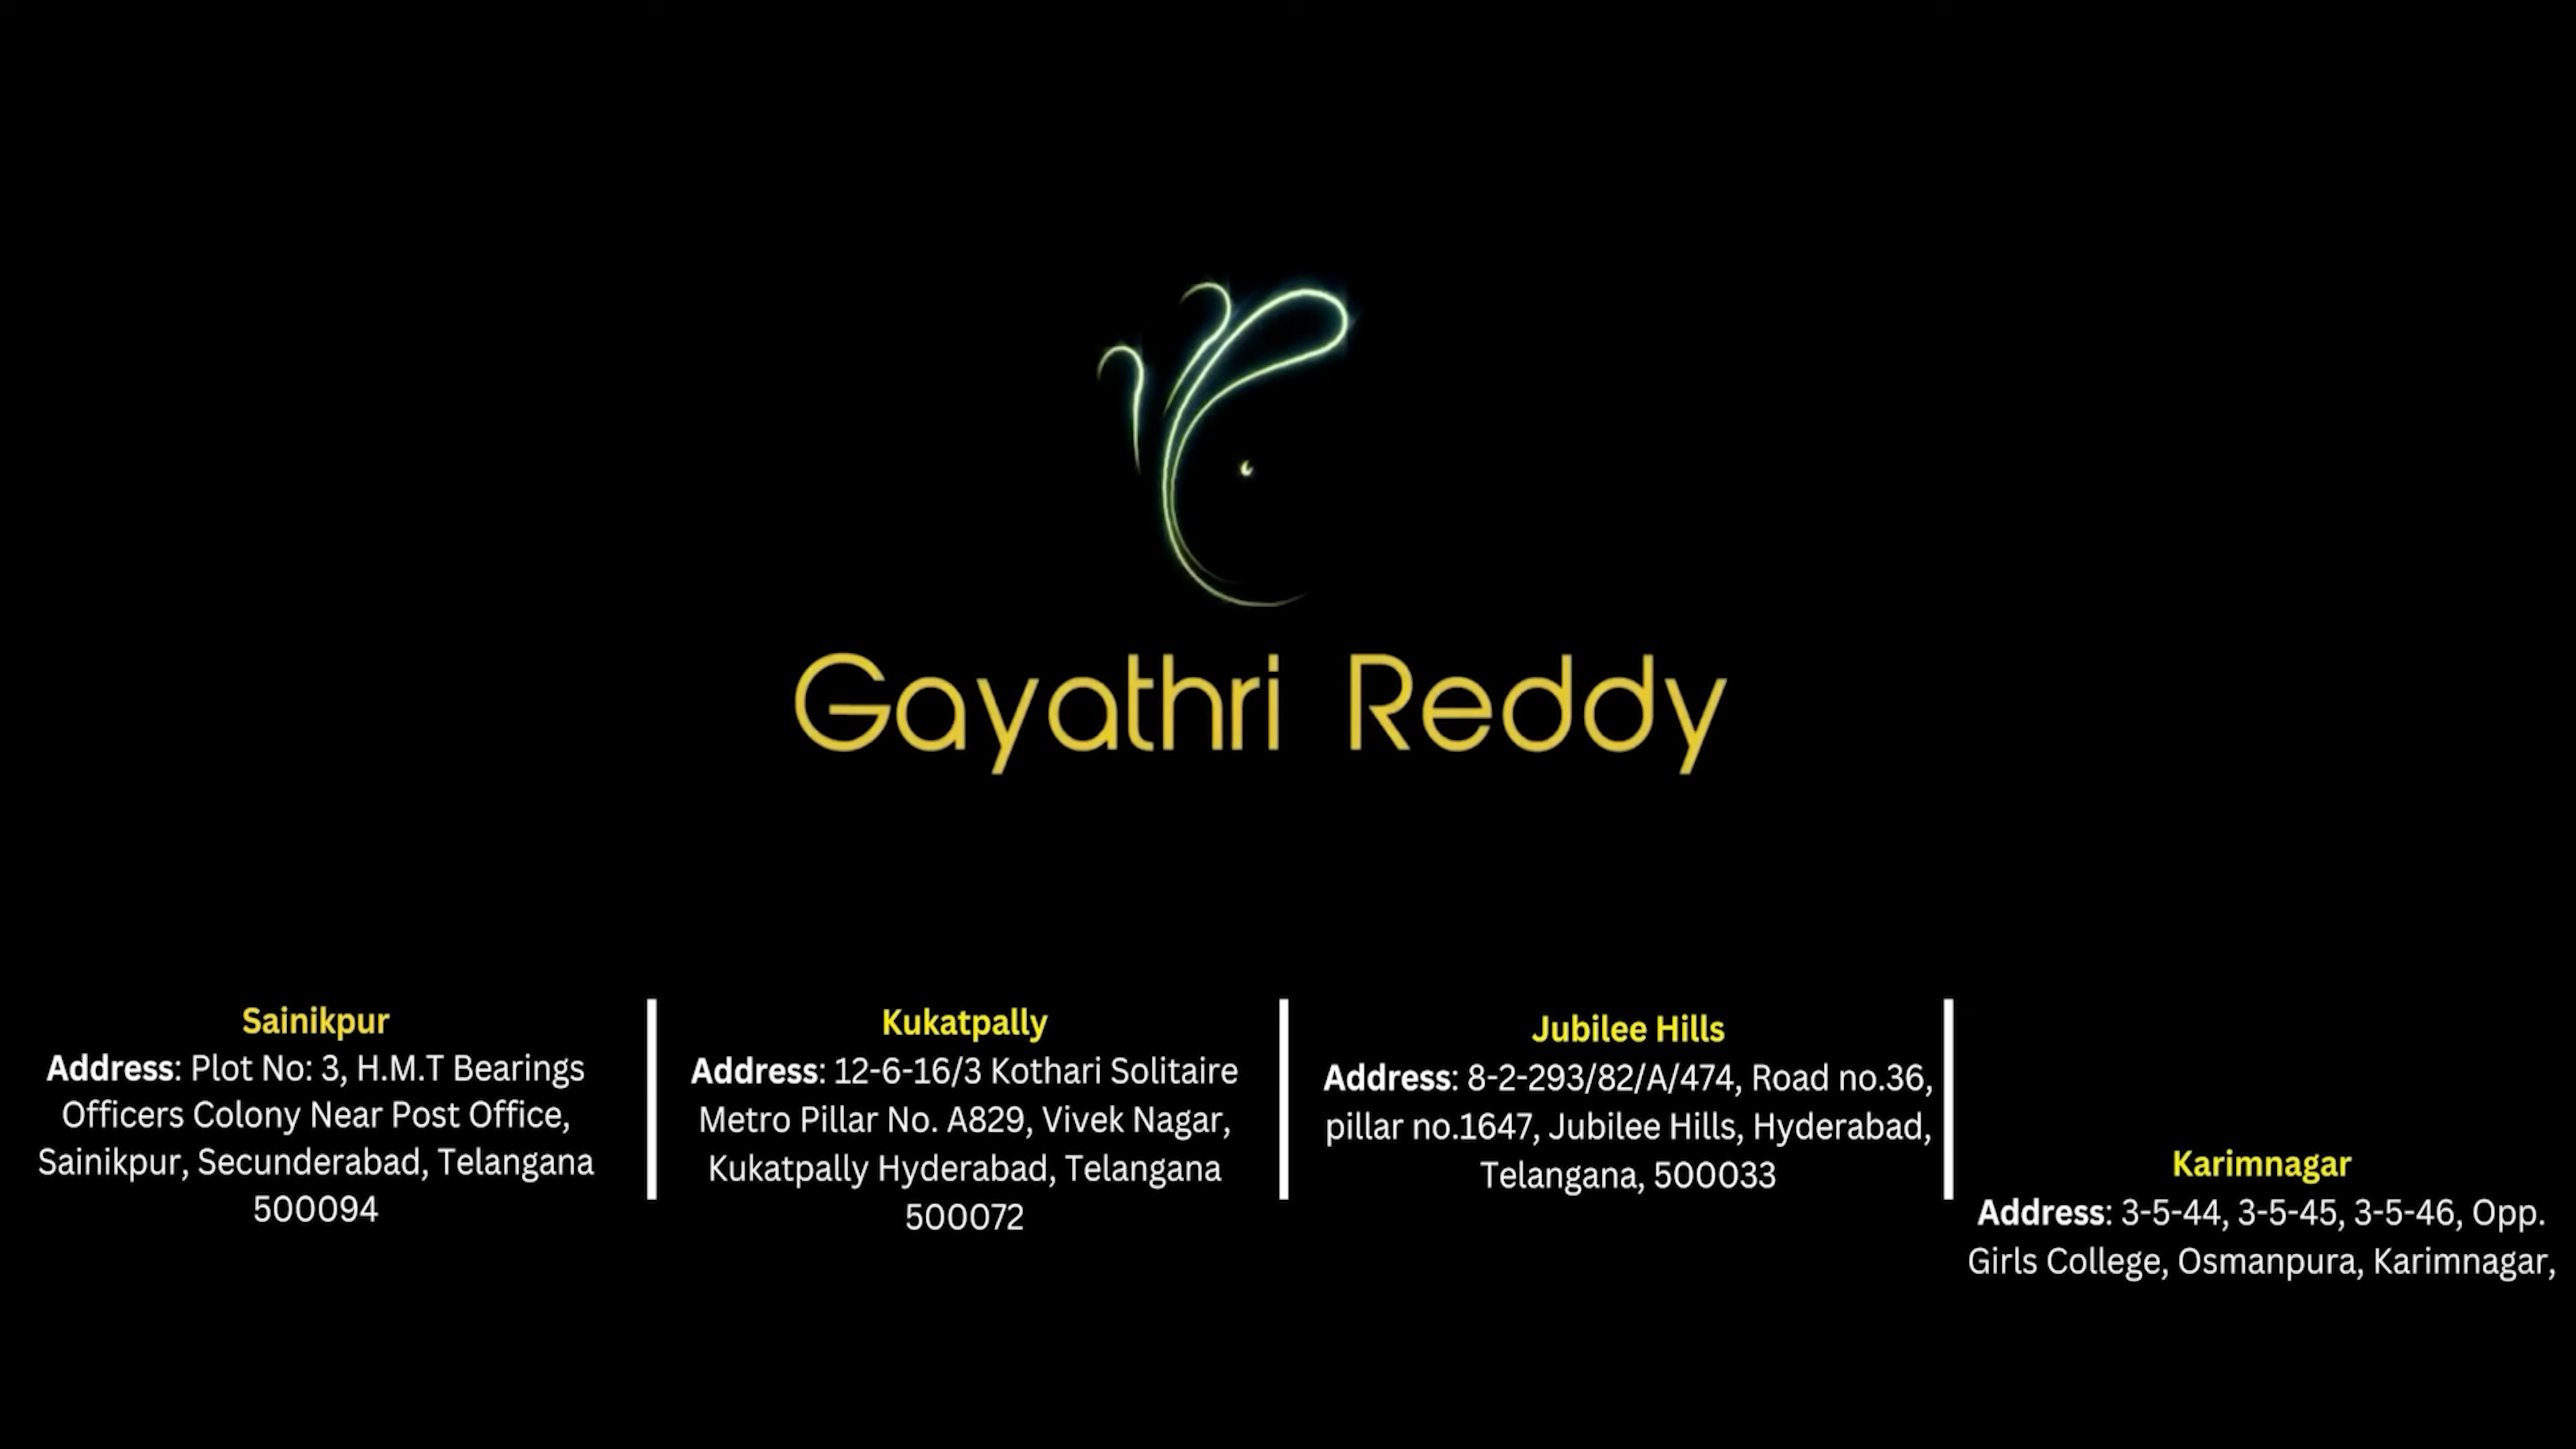 Gayathri Reddy
Sainikpur
Address: Plot No: 3, H.M.T Bearings
Officers Colony Near Post Office,
Sainikpur, Secunderabad, Telangana
500094
Kukatpally
Address: 12-6-16/3 Kothari Solitaire
Metro Pillar No. A829, Vivek Nagar,
Kukatpally Hyderabad, Telangana
500072
Jubilee Hills
Address: 8-2-293/82/A/474, Road no.36,
pillar no.1647, Jubilee Hills, Hyderabad,
Telangana, 500033
Karimnagar
Address: 3-5-44, 3-5-45, 3-5-46, Opp.
Girls College, Osmanpura, Karimnagar,